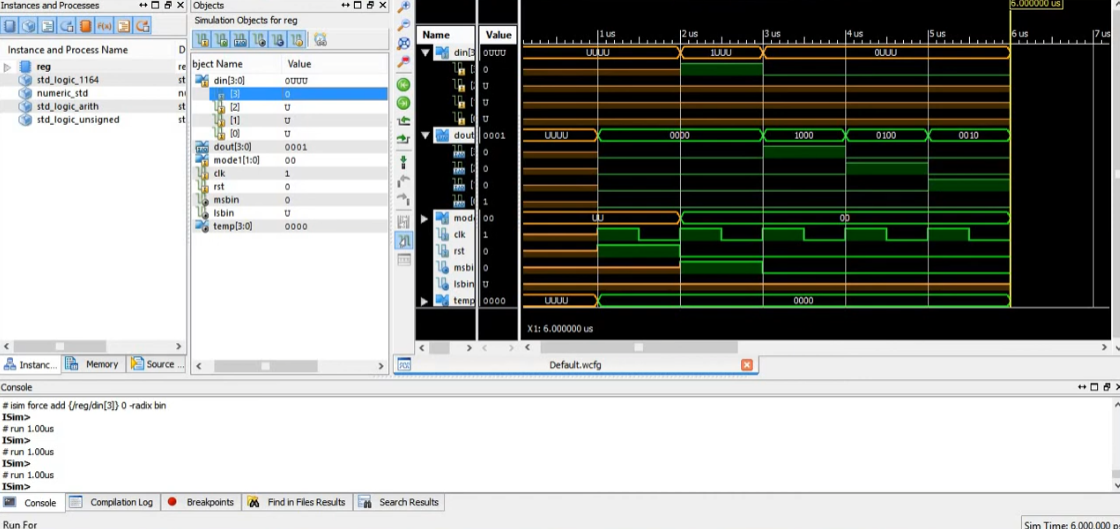 Instance and Processes
Instance and Process Name D
reg re
std_logic_1164 st
numeric_std n
std_logic_arith st
std_logic_unsigned st
Instanc...
Memory
Source ...
Objects
Simulation Objects for reg
bject Name Value
din[3:0] 0UUU
[3] 0
[2] U
[1] U
[0] U
dout[3:0] 0001
mode1[1:0] 00
clk 1
rst 0
msbin 0
lsbin U
temp[3:0] 0000
6.000000 us
Name Value
1 us 2 us 3 us 4 us 5 us 6 us 7 us
din[3 0UUU UUUU 1UUU 0UUU
[ 0
[ U
[ U
[ U
dout 0001 UUUU 0000 1000 0100 0010
[ 0
[ 0
[ 0
[ 1
mod 00 UU 00
clk 1
rst 0
msbi 0
lsbin U
temp 0000 UUUU 0000
X1: 6.000000 us
Default.wcfg
Console
# isim force add {/reg/din[3]} 0 -radix bin
ISim>
# run 1.00us
ISim>
# run 1.00us
ISim>
# run 1.00us
ISim>
Console
Compilation Log
Breakpoints
Find in Files Results
Search Results
Run For
Sim Time: 6,000,000 p